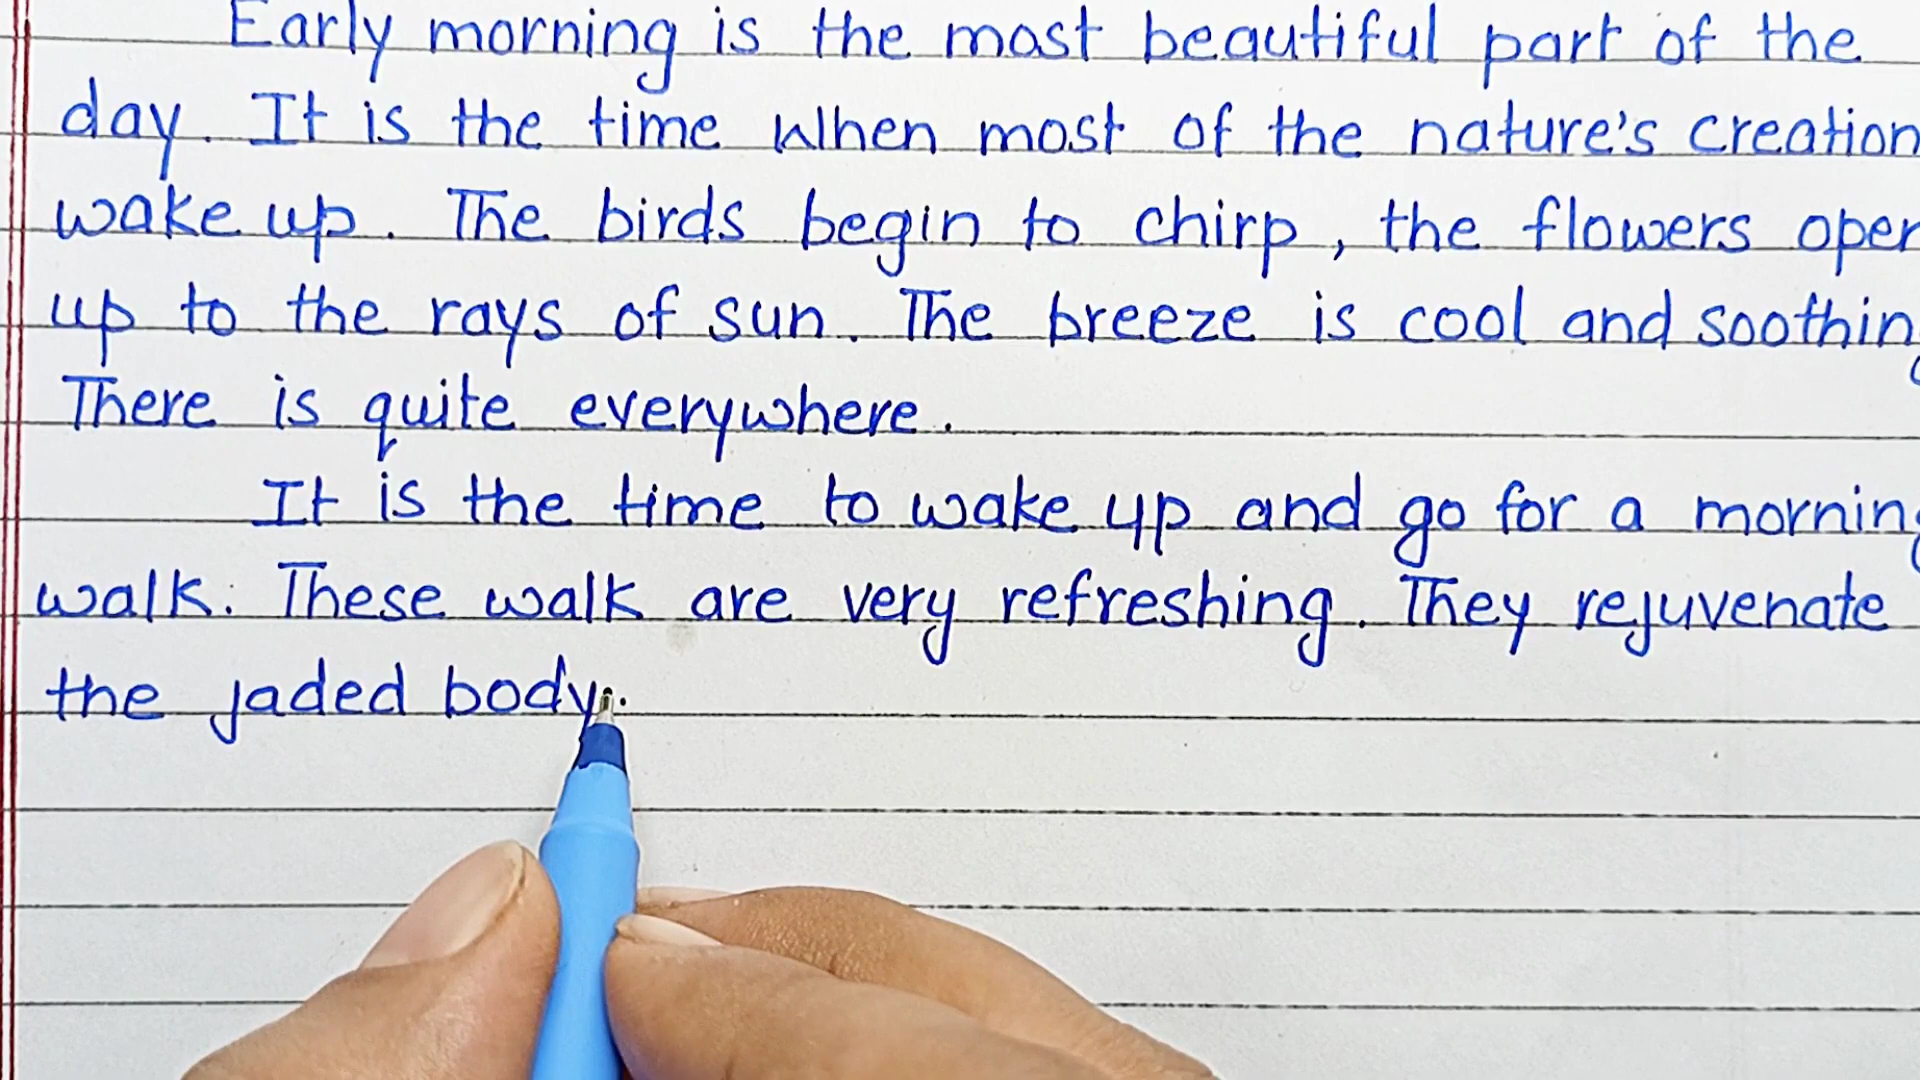 Early morning is the most beautiful part of the
day. It is the time when most of the nature's creation
wake up. The birds begin to chirp, the flowers open
up to the rays of sun. The breeze is cool and soothing
There is quite everywhere.
It is the time to wake up and go for a morning
walk. These walk are very refreshing. They rejuvenate
the jaded body.